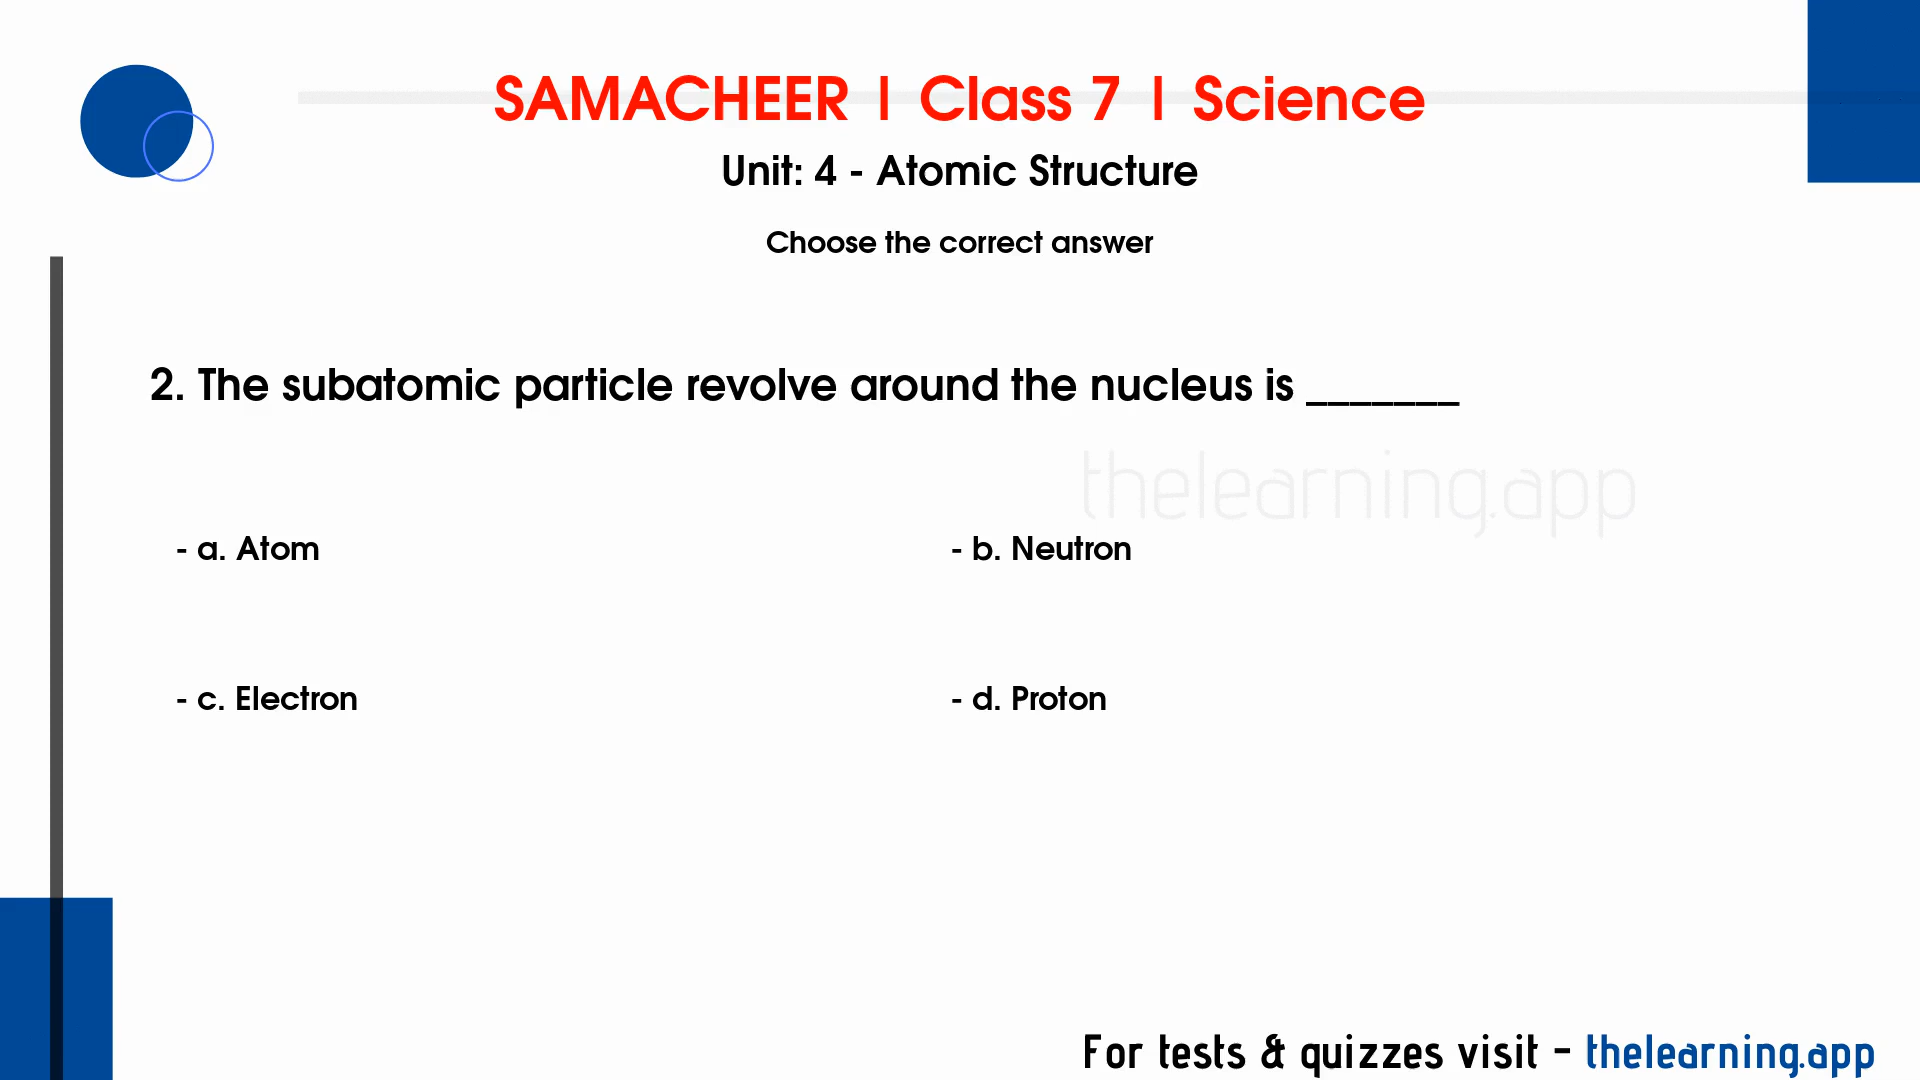 SAMACHEER | Class 7 | Science
Unit: 4 - Atomic Structure
Choose the correct answer
2. The subatomic particle revolve around the nucleus is _______
thelearning.app
- a. Atom
- b. Neutron
- c. Electron
- d. Proton
For tests & quizzes visit - thelearning.app